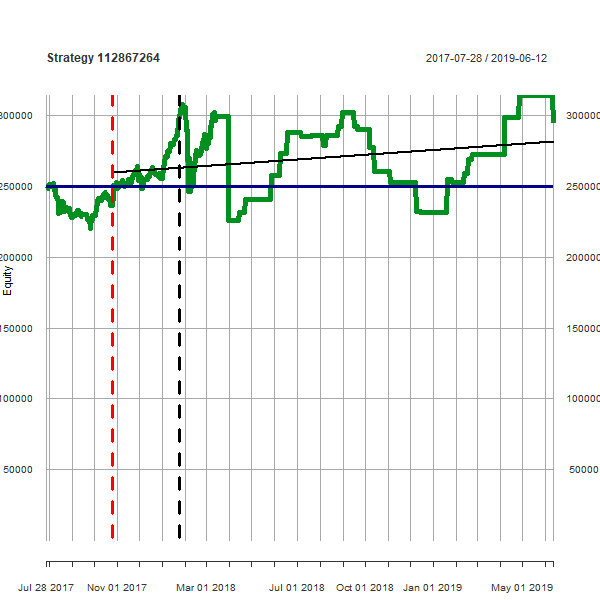 Strategy 112867264
2017-07-28 / 2019-06-12
300000
300000
250000
250000
200000
200000
Equity
150000
150000
100000
100000
50000
50000
Jul 28 2017
Nov 01 2017
Mar 01 2018
Jul 01 2018
Oct 01 2018
Jan 01 2019
May 01 2019